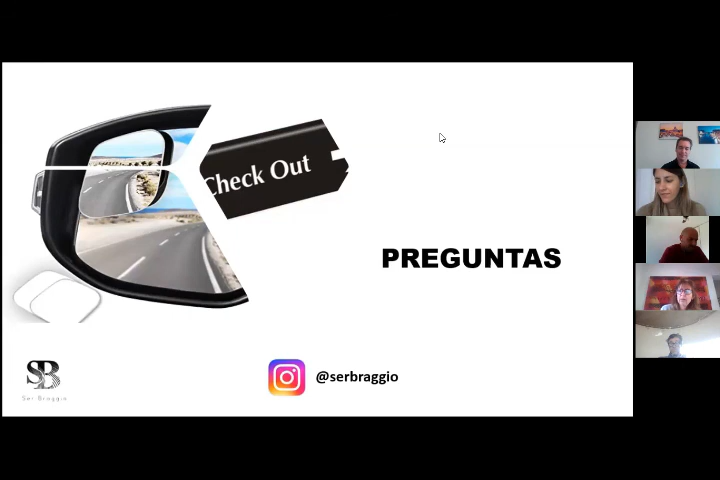 Check Out
PREGUNTAS
SB
Ser Braggio
@serbraggio